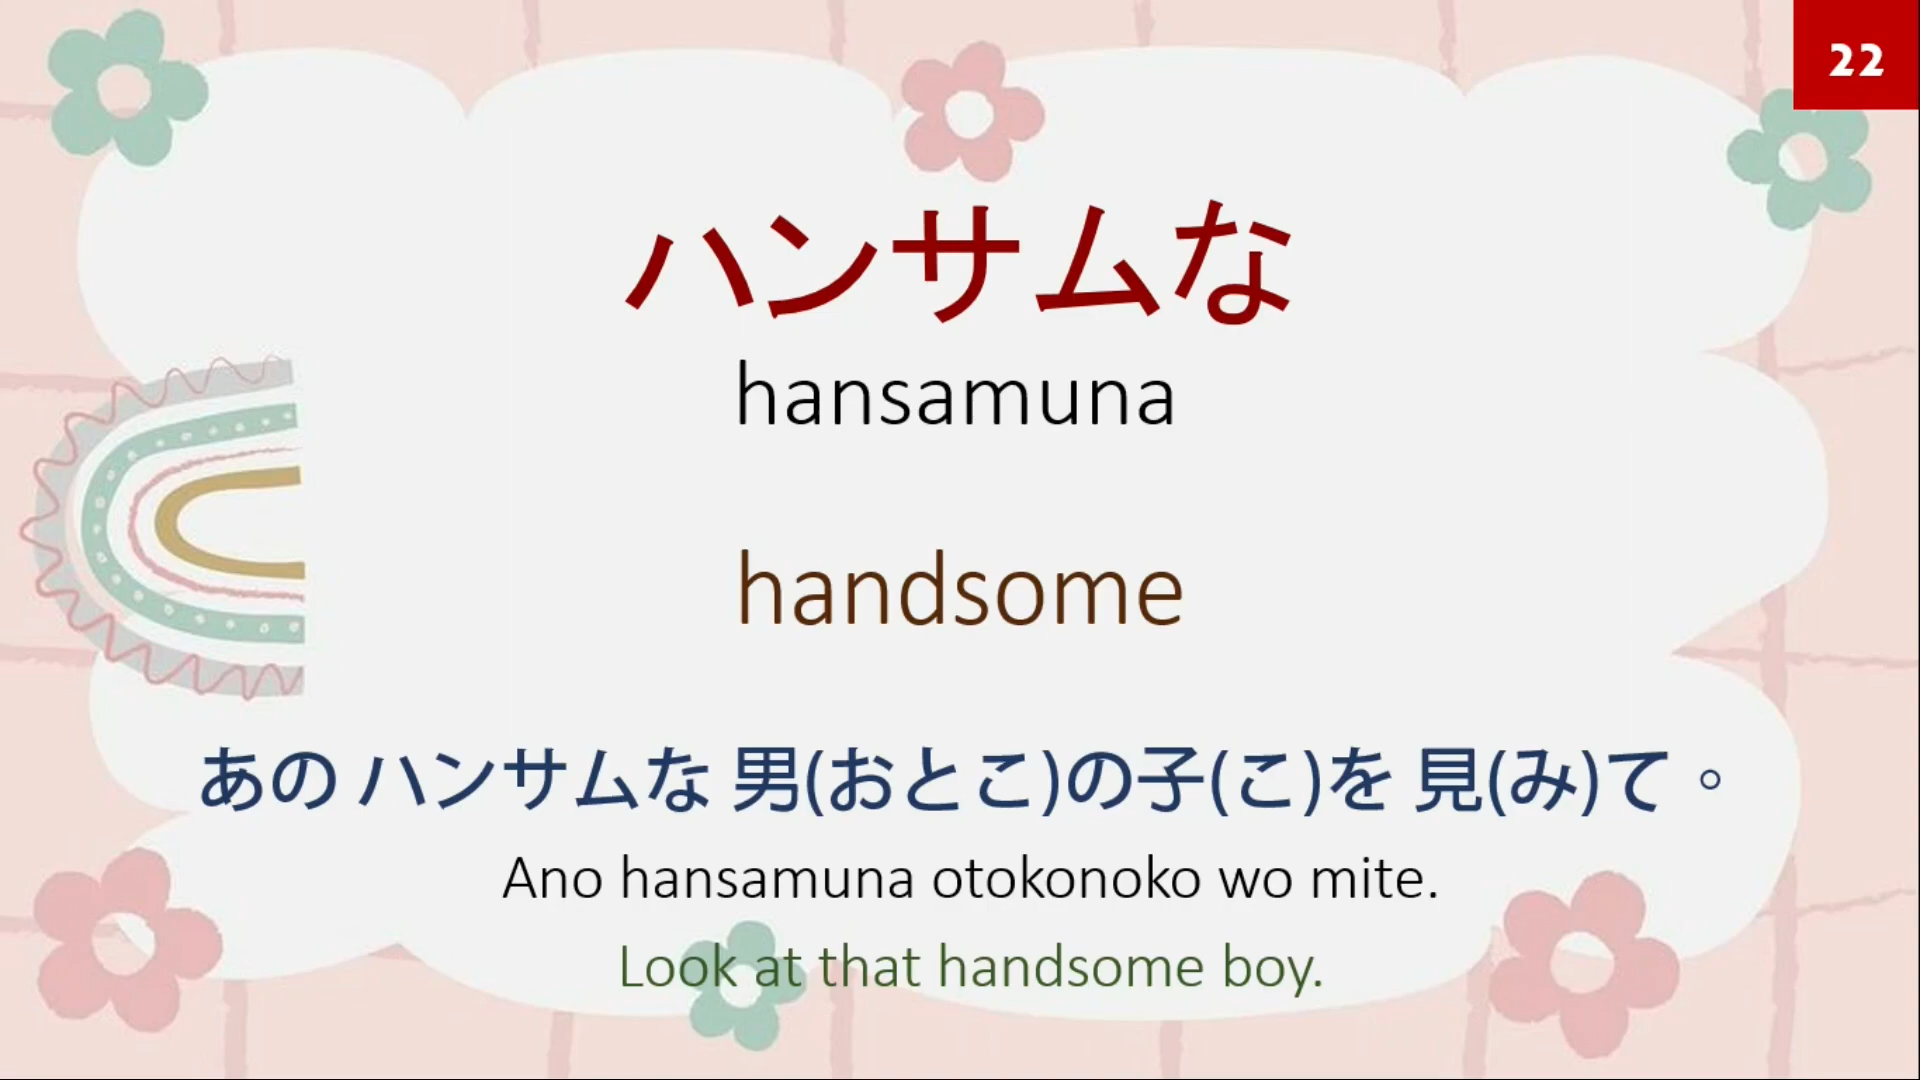 22
ハンサムな
hansamuna
handsome
あの ハンサムな 男(おとこ)の子(こ)を 見(み)て。
Ano hansamuna otokonoko wo mite.
Look at that handsome boy.